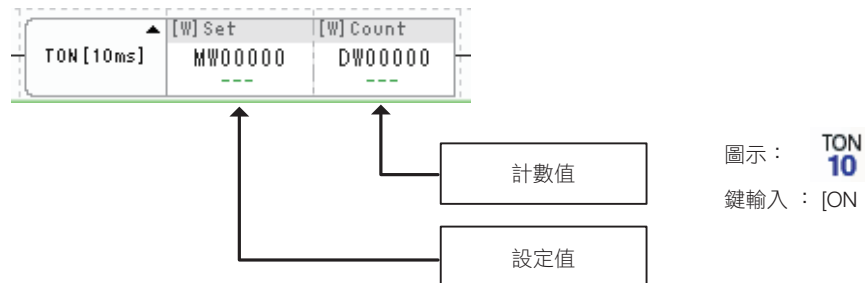 [W]Set [W]Count
TON[10ms] MW00000 DW00000
--- ---
計數值
設定值
圖示： TON
10
鍵輸入 ： [ON